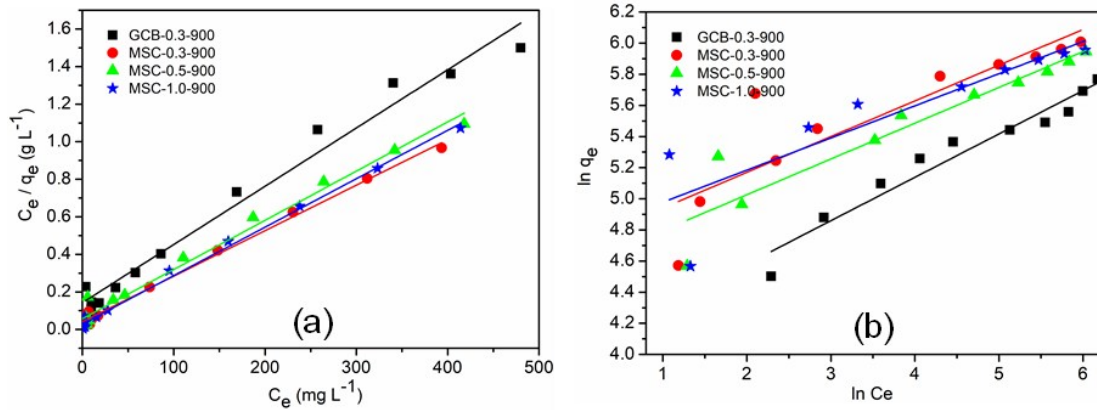 1.6
1.4
1.2
1.0
0.8
0.6
0.4
0.2
0.0
C_e / q_e (g L^-1)
GCB-0.3-900
MSC-0.3-900
MSC-0.5-900
MSC-1.0-900
(a)
0 100 200 300 400 500
C_e (mg L^-1)
6.2
6.0
5.8
5.6
5.4
5.2
5.0
4.8
4.6
4.4
4.2
4.0
ln q_e
GCB-0.3-900
MSC-0.3-900
MSC-0.5-900
MSC-1.0-900
(b)
1 2 3 4 5 6
ln Ce